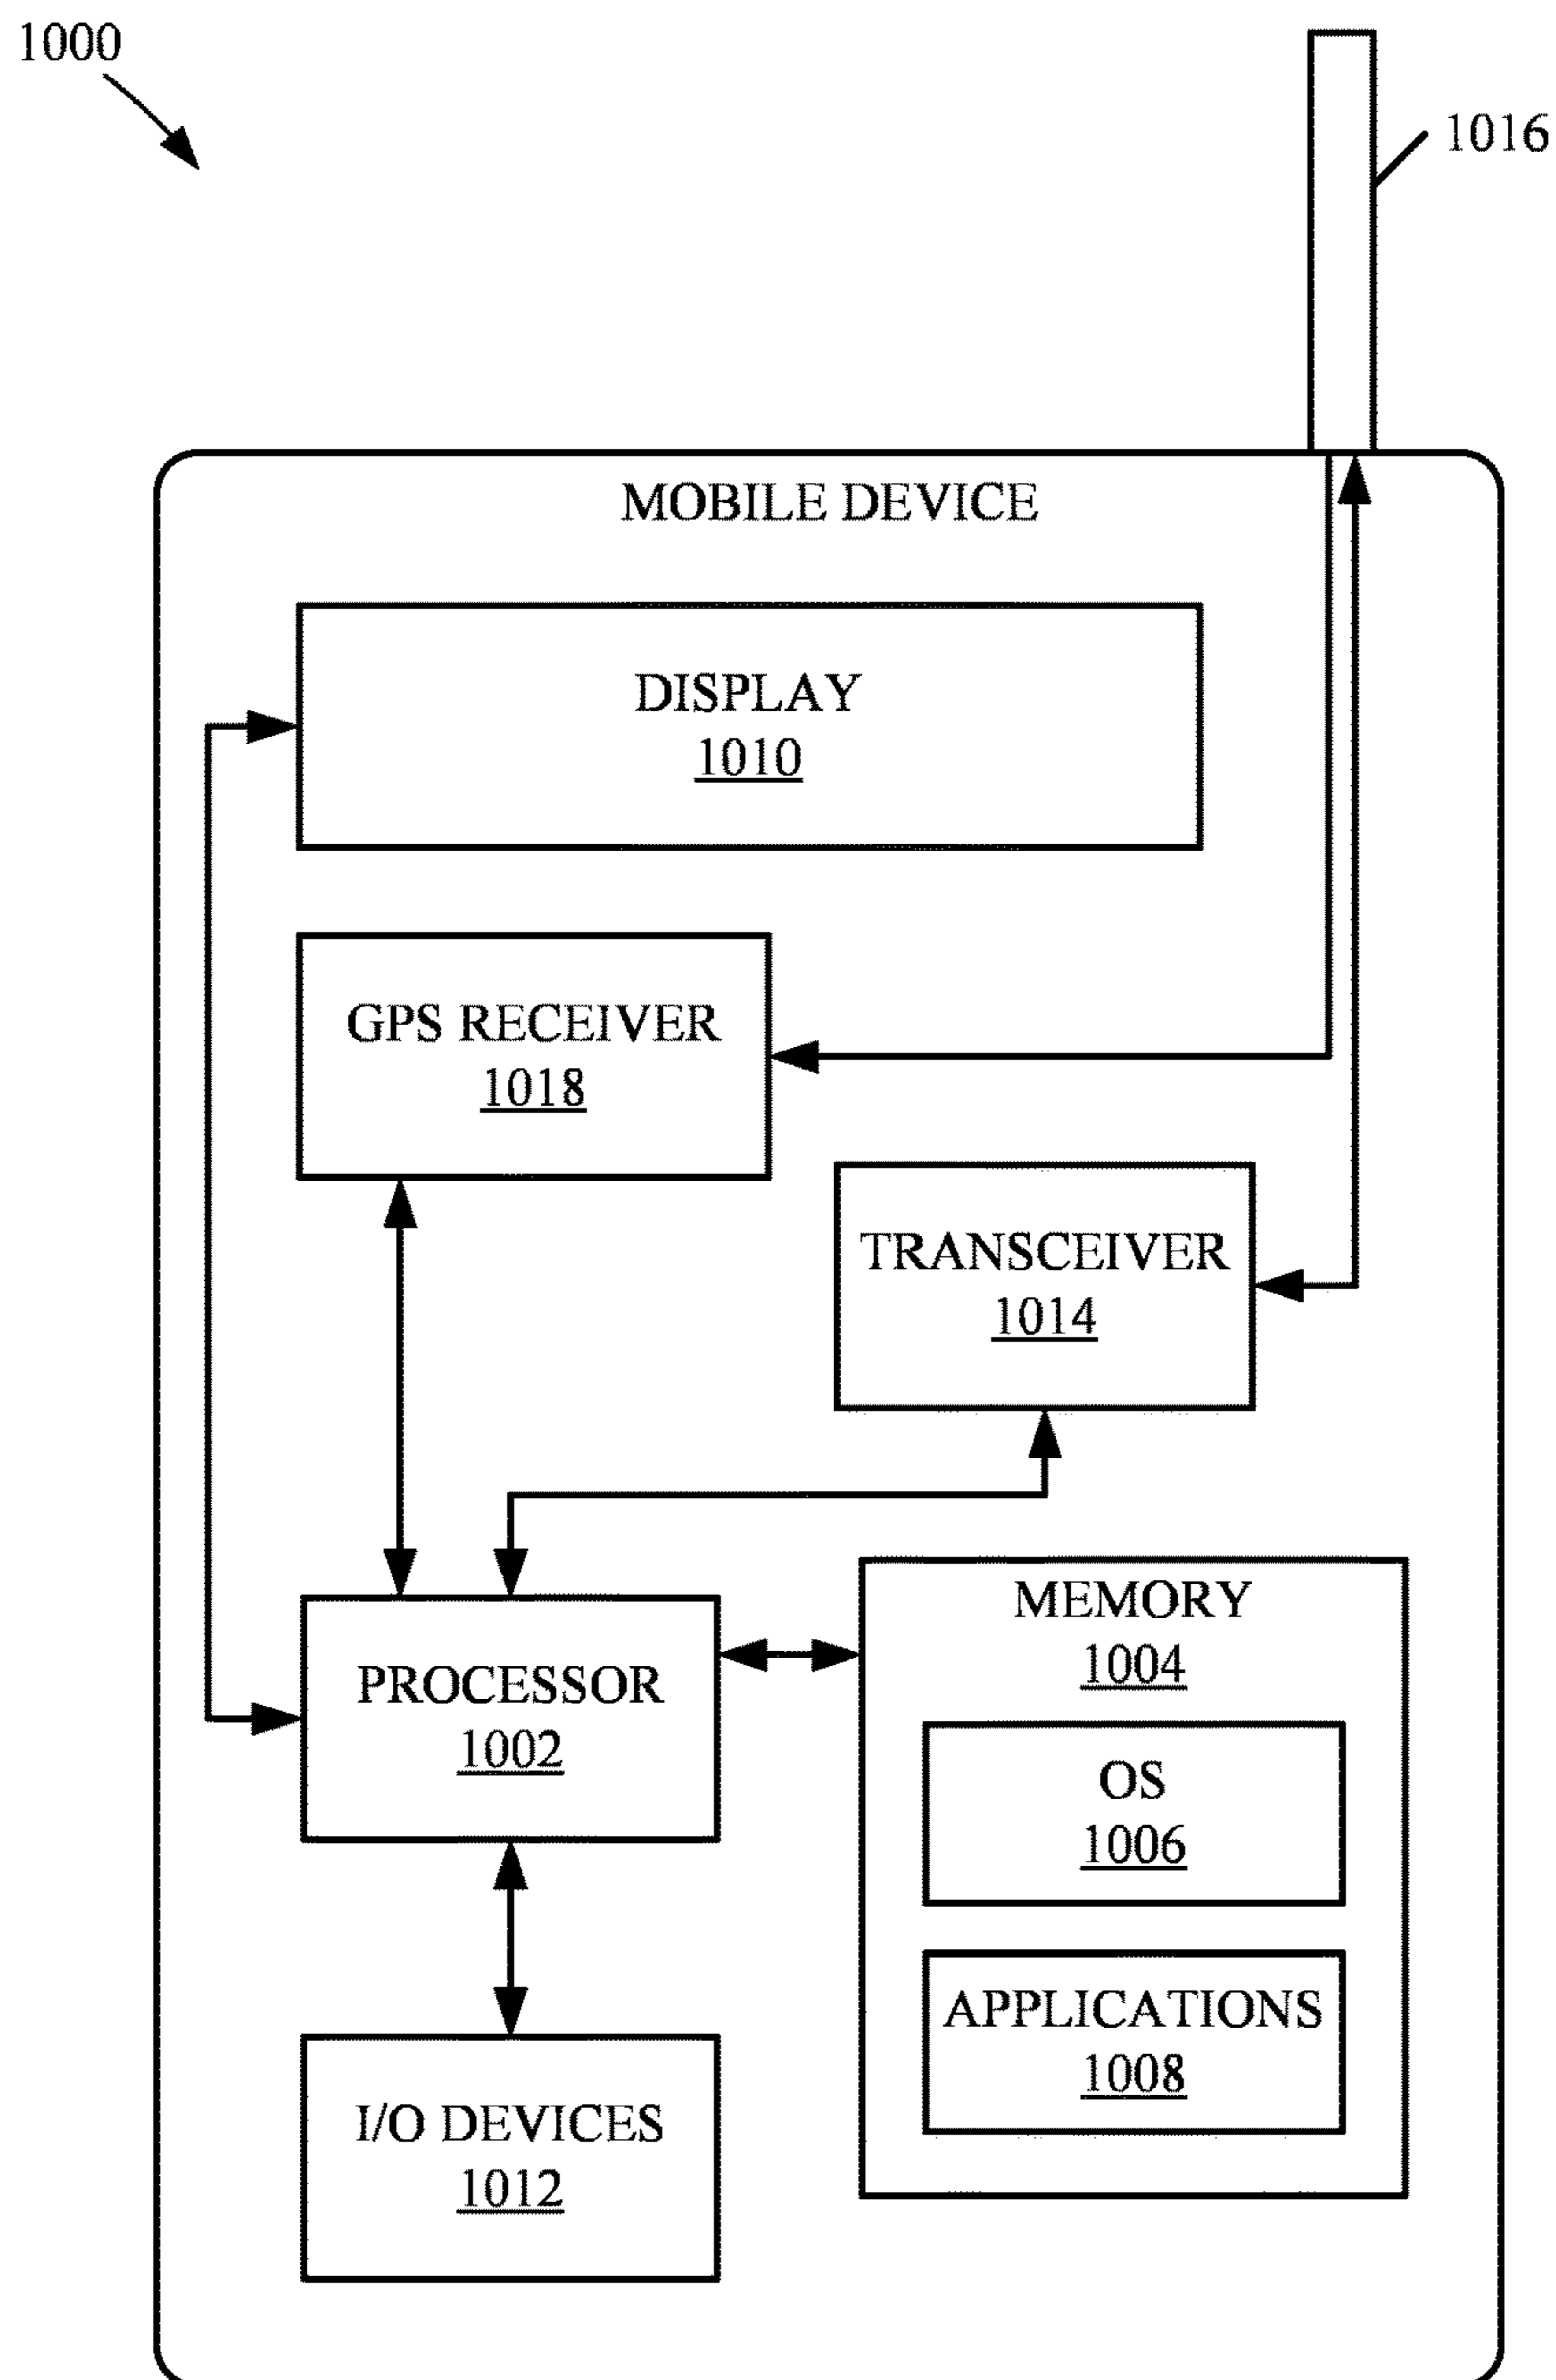 1000
1016
MOBILE DEVICE
DISPLAY
1010
GPS RECEIVER
1018
TRANSCEIVER
1014
MEMORY
1004
PROCESSOR
1002
OS
1006
APPLICATIONS
1008
I/O DEVICES
1012